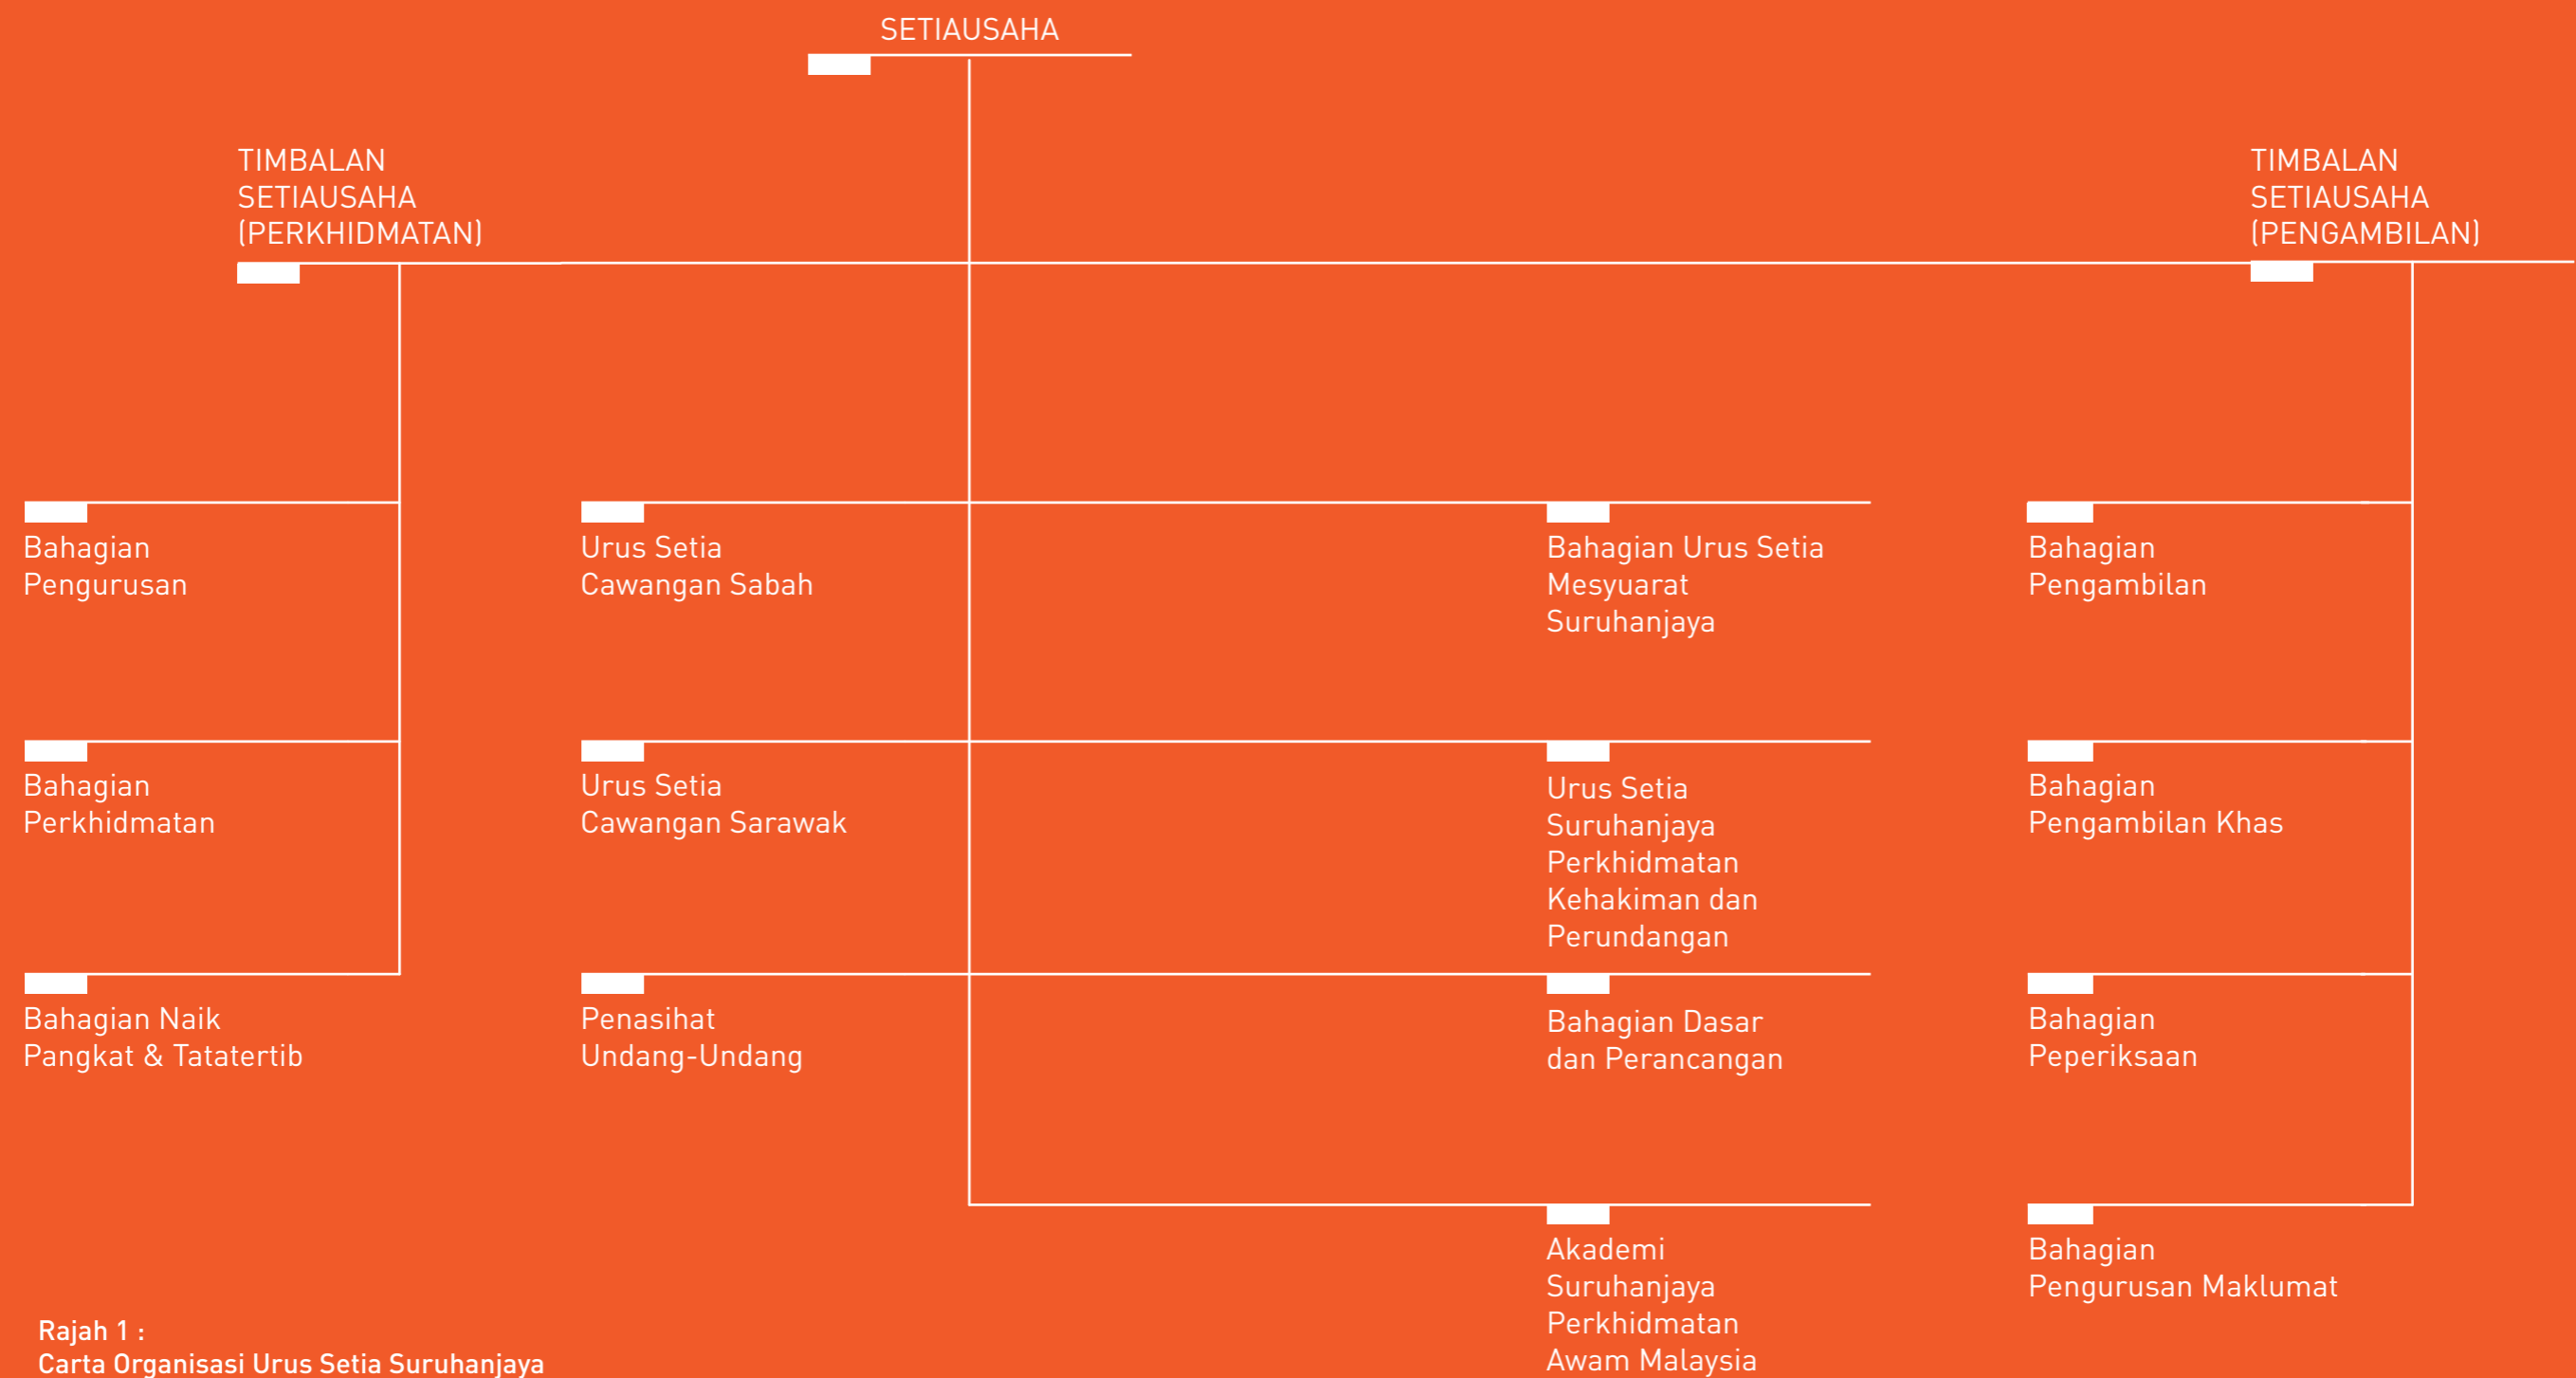 SETIAUSAHA
TIMBALAN
SETIAUSAHA
(PERKHIDMATAN)
TIMBALAN
SETIAUSAHA
(PENGAMBILAN)
Bahagian
Pengurusan
Urus Setia
Cawangan Sabah
Bahagian Urus Setia
Mesyuarat
Suruhanjaya
Bahagian
Pengambilan
Bahagian
Perkhidmatan
Urus Setia
Cawangan Sarawak
Urus Setia
Suruhanjaya
Perkhidmatan
Kehakiman dan
Perundangan
Bahagian
Pengambilan Khas
Bahagian Naik
Pangkat & Tatatertib
Penasihat
Undang-Undang
Bahagian Dasar
dan Perancangan
Bahagian
Peperiksaan
Akademi
Suruhanjaya
Perkhidmatan
Awam Malaysia
Bahagian
Pengurusan Maklumat
Rajah 1 :
Carta Organisasi Urus Setia Suruhanjaya